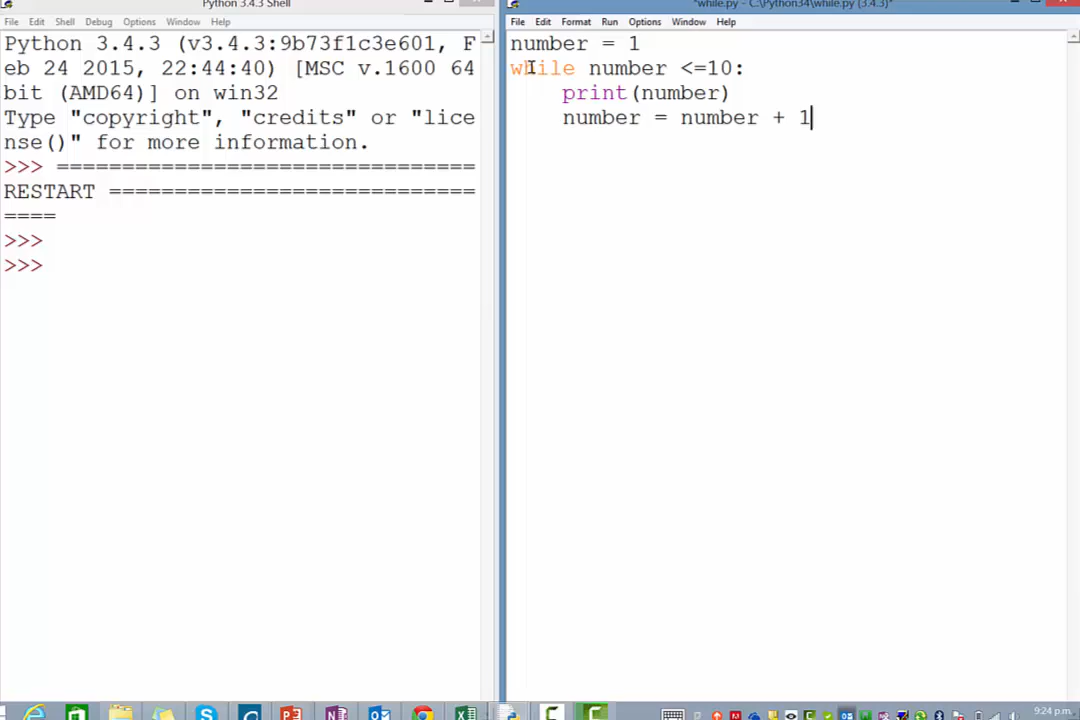 Python 3.4.3 Shell
File Edit Shell Debug Options Window Help
Python 3.4.3 (v3.4.3:9b73f1c3e601, F
eb 24 2015, 22:44:40) [MSC v.1600 64
bit (AMD64)] on win32
Type "copyright", "credits" or "lice
nse()" for more information.
>>> ================================
RESTART ============================
====
>>>
>>>
*while.py - C:\Python34\while.py (3.4.3)*
File Edit Format Run Options Window Help
number = 1
while number <=10:
print(number)
number = number + 1
9:24 p.m.